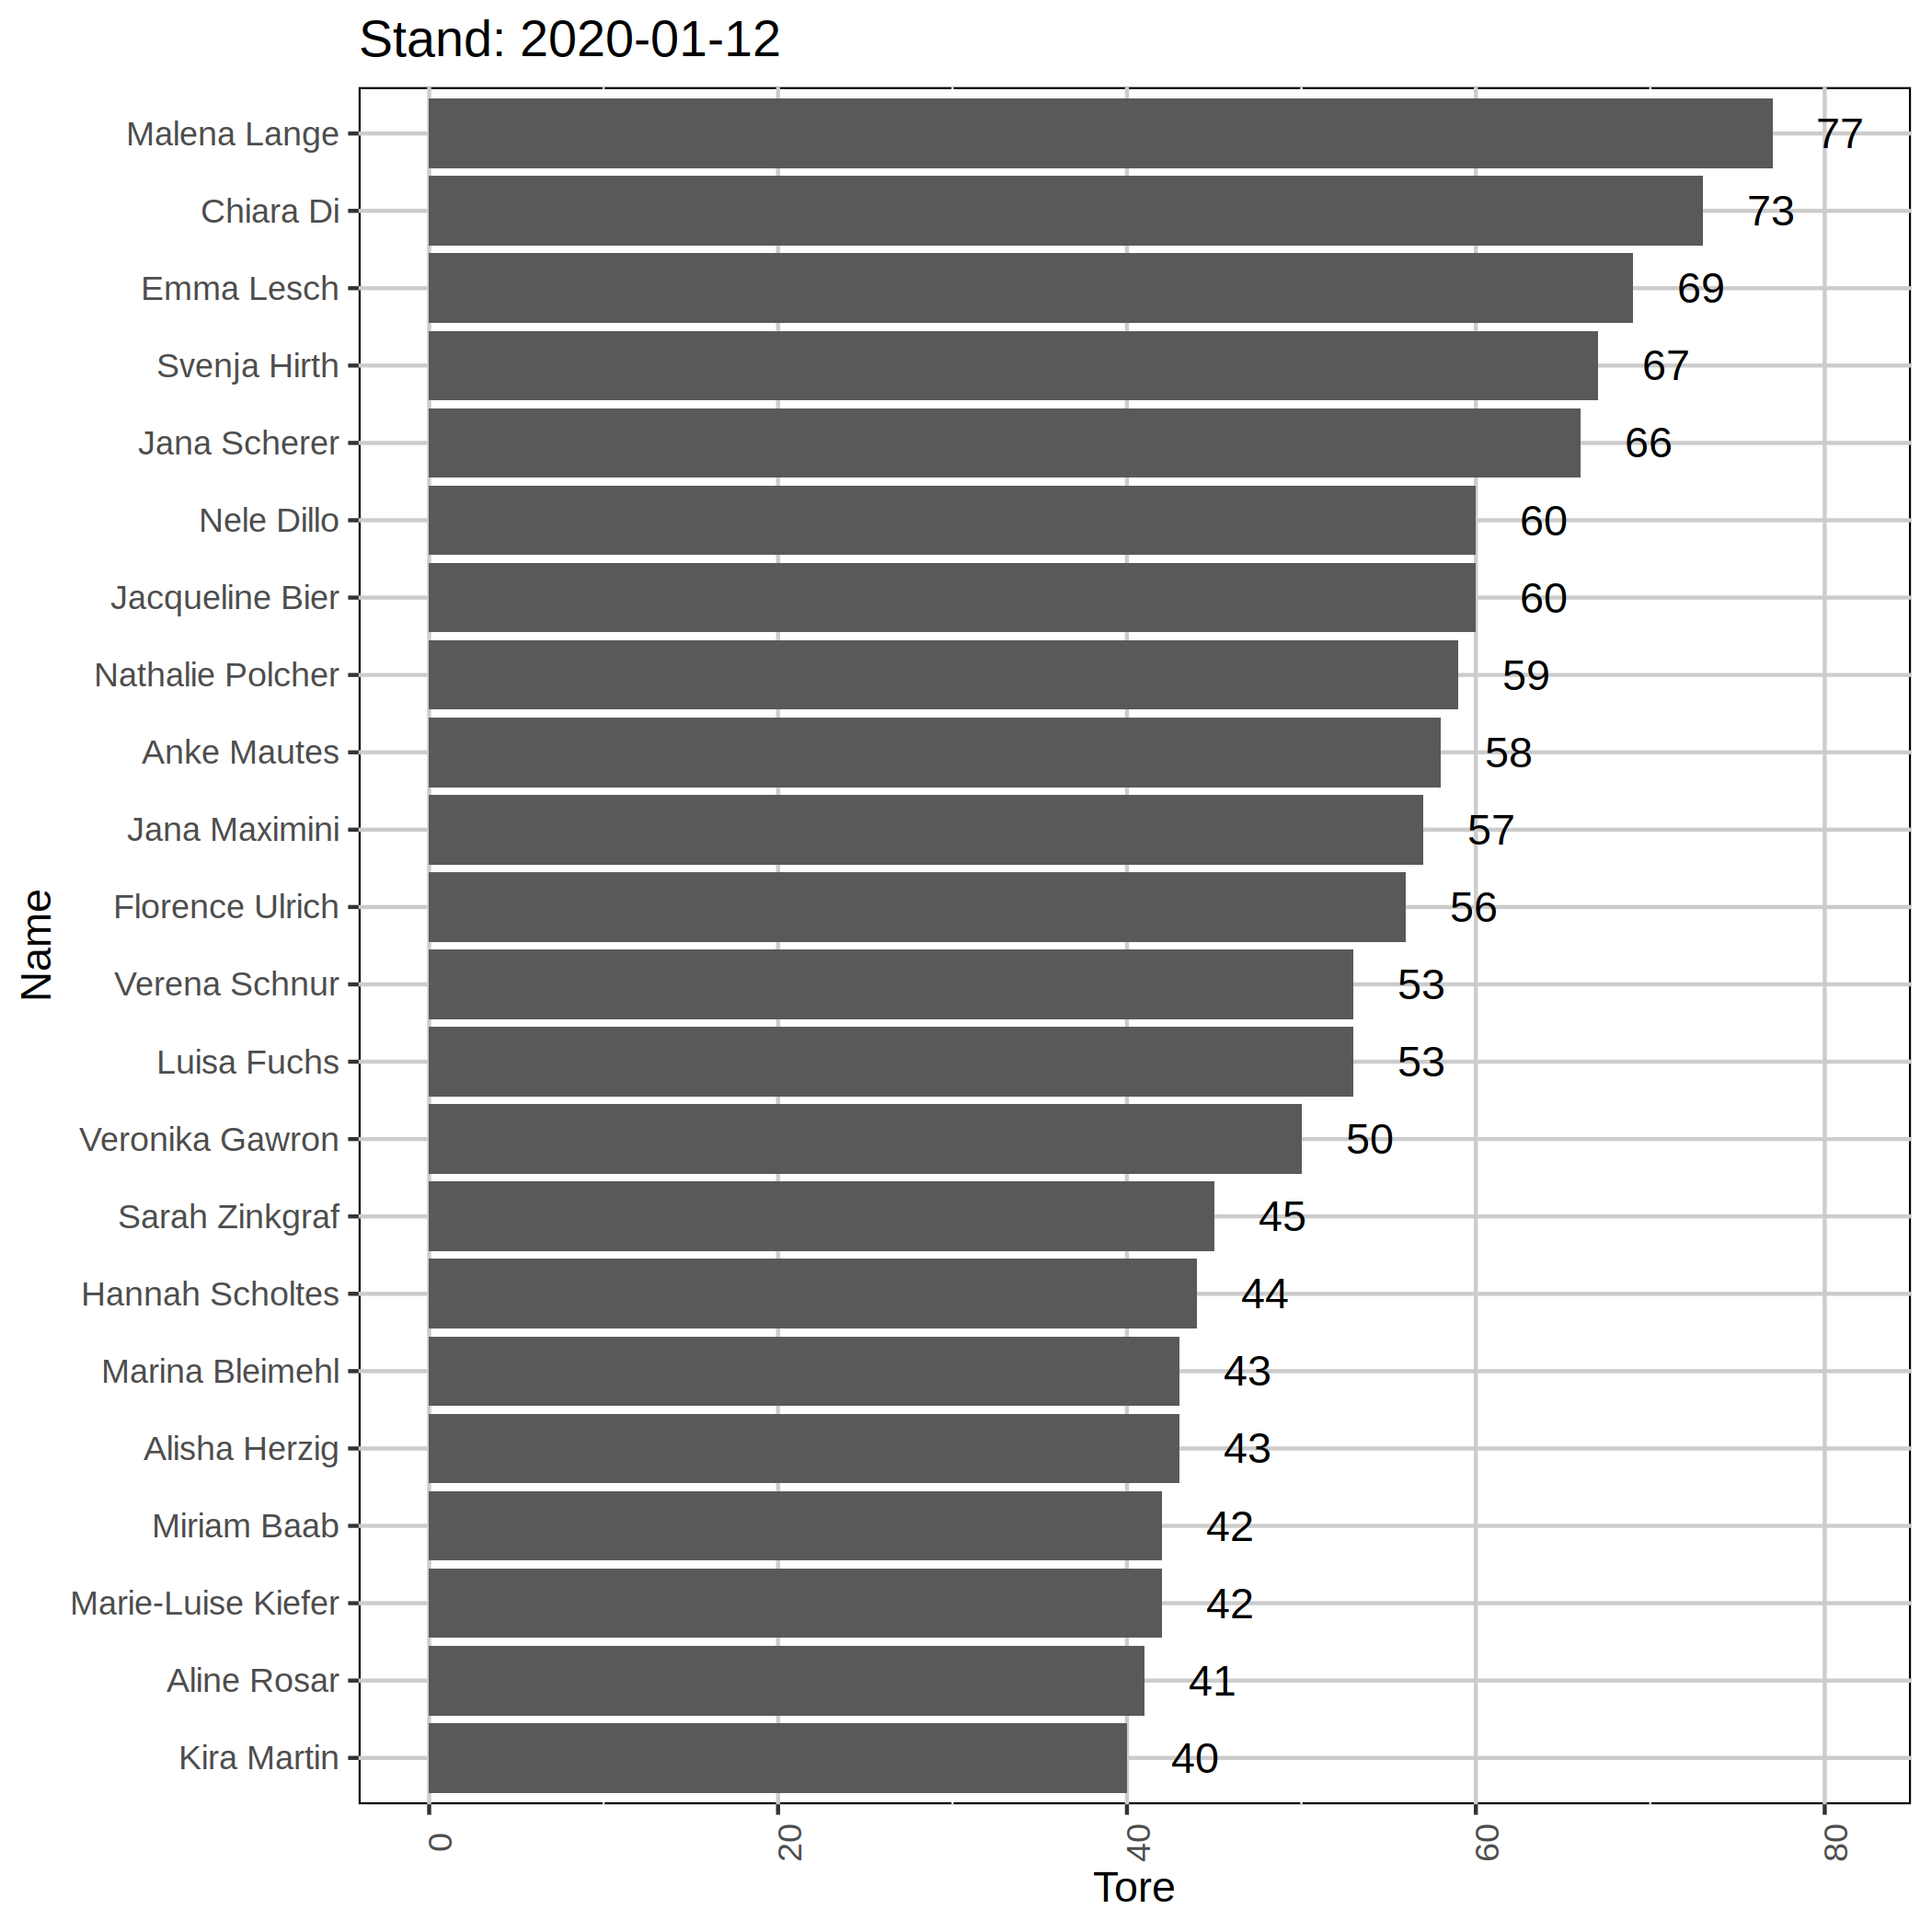 Stand: 2020-01-12
Malena Lange 77
Chiara Di 73
Emma Lesch 69
Svenja Hirth 67
Jana Scherer 66
Nele Dillo 60
Jacqueline Bier 60
Nathalie Polcher 59
Anke Mautes 58
Jana Maximini 57
Florence Ulrich 56
Verena Schnur 53
Luisa Fuchs 53
Veronika Gawron 50
Sarah Zinkgraf 45
Hannah Scholtes 44
Marina Bleimehl 43
Alisha Herzig 43
Miriam Baab 42
Marie-Luise Kiefer 42
Aline Rosar 41
Kira Martin 40
Name
0 20 40 60 80
Tore